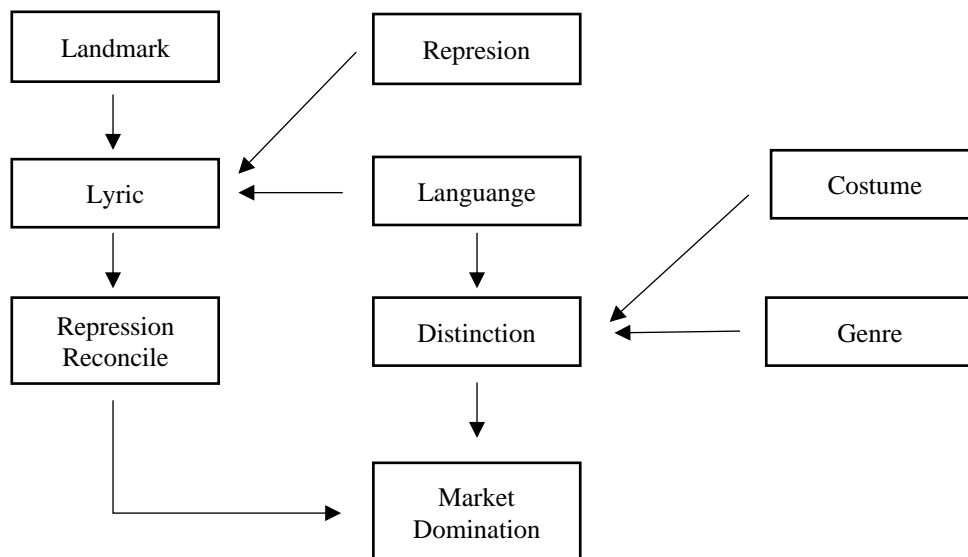 Landmark
Represion
Lyric
Languange
Costume
Repression
Reconcile
Distinction
Genre
Market
Domination